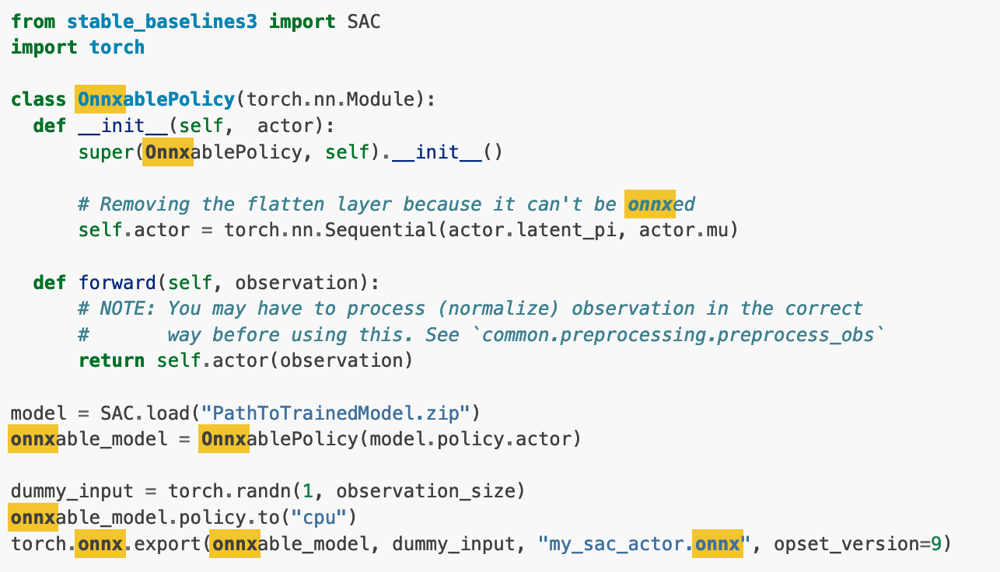 from stable_baselines3 import SAC
import torch

class OnnxablePolicy(torch.nn.Module):
  def __init__(self,  actor):
      super(OnnxablePolicy, self).__init__()

      # Removing the flatten layer because it can't be onnxed
      self.actor = torch.nn.Sequential(actor.latent_pi, actor.mu)

  def forward(self, observation):
      # NOTE: You may have to process (normalize) observation in the correct
      #       way before using this. See `common.preprocessing.preprocess_obs`
      return self.actor(observation)

model = SAC.load("PathToTrainedModel.zip")
onnxable_model = OnnxablePolicy(model.policy.actor)

dummy_input = torch.randn(1, observation_size)
onnxable_model.policy.to("cpu")
torch.onnx.export(onnxable_model, dummy_input, "my_sac_actor.onnx", opset_version=9)